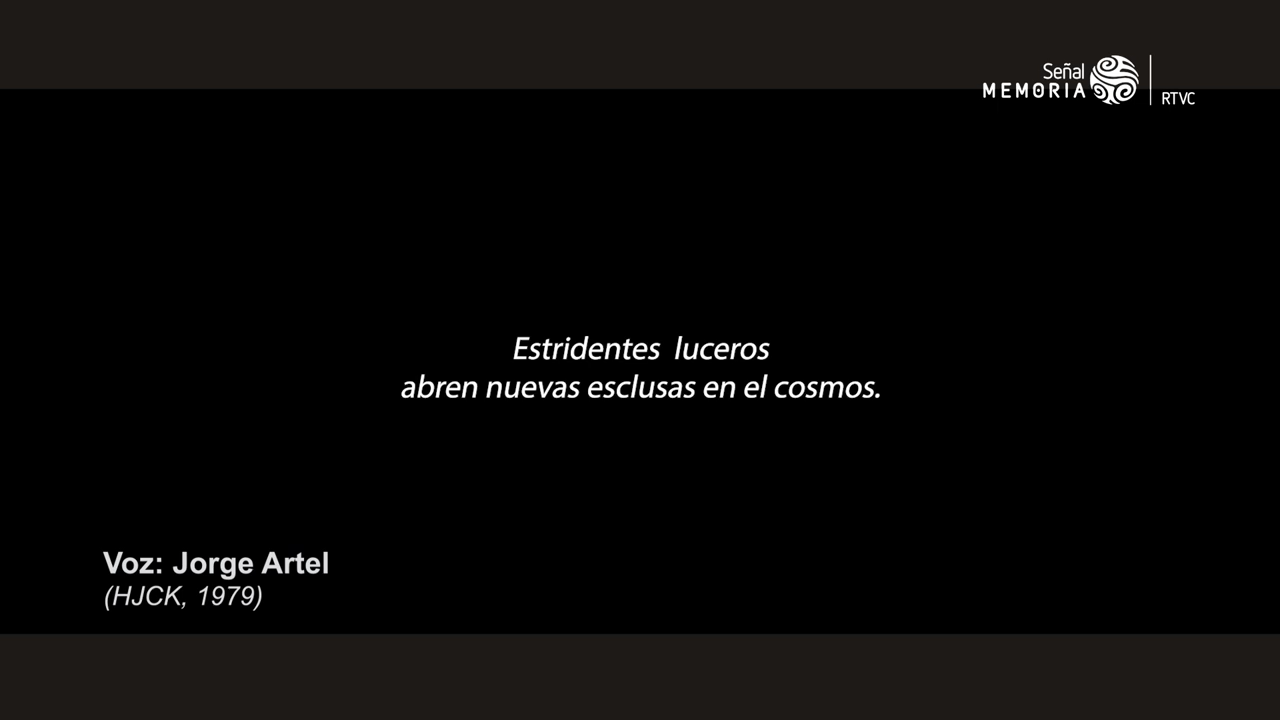 Señal
MEMORIA
RTVC
Estridentes luceros
abren nuevas esclusas en el cosmos.
Voz: Jorge Artel
(HJCK, 1979)